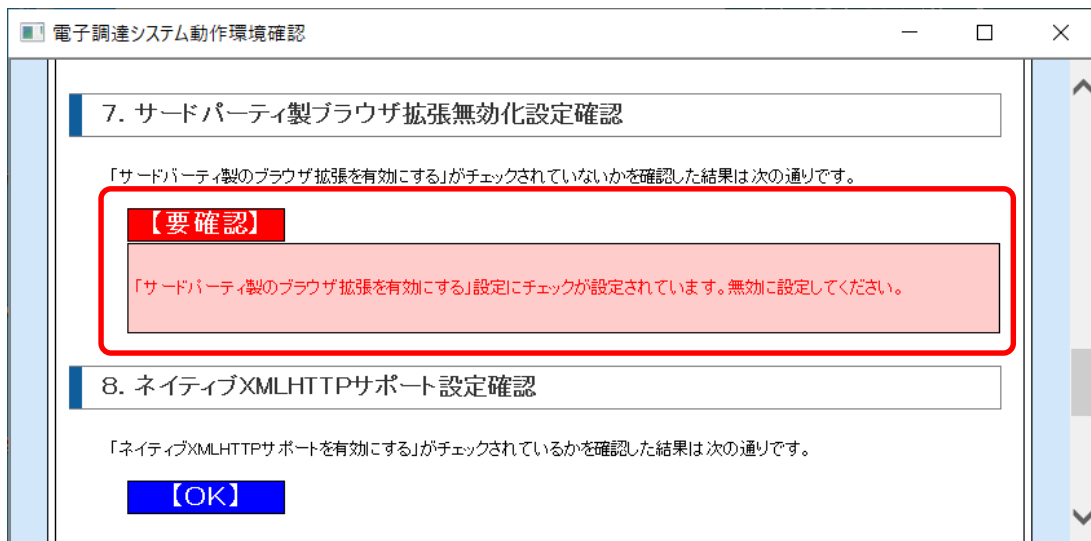 電子調達システム動作環境確認
7. サードパーティ製ブラウザ拡張無効化設定確認
「サードパーティ製のブラウザ拡張を有効にする」がチェックされていないかを確認した結果は次の通りです。
【要確認】
「サードパーティ製のブラウザ拡張を有効にする」設定にチェックが設定されています。無効に設定してください。
8. ネイティブXMLHTTPサポート設定確認
「ネイティブXMLHTTPサポートを有効にする」がチェックされているかを確認した結果は次の通りです。
【OK】